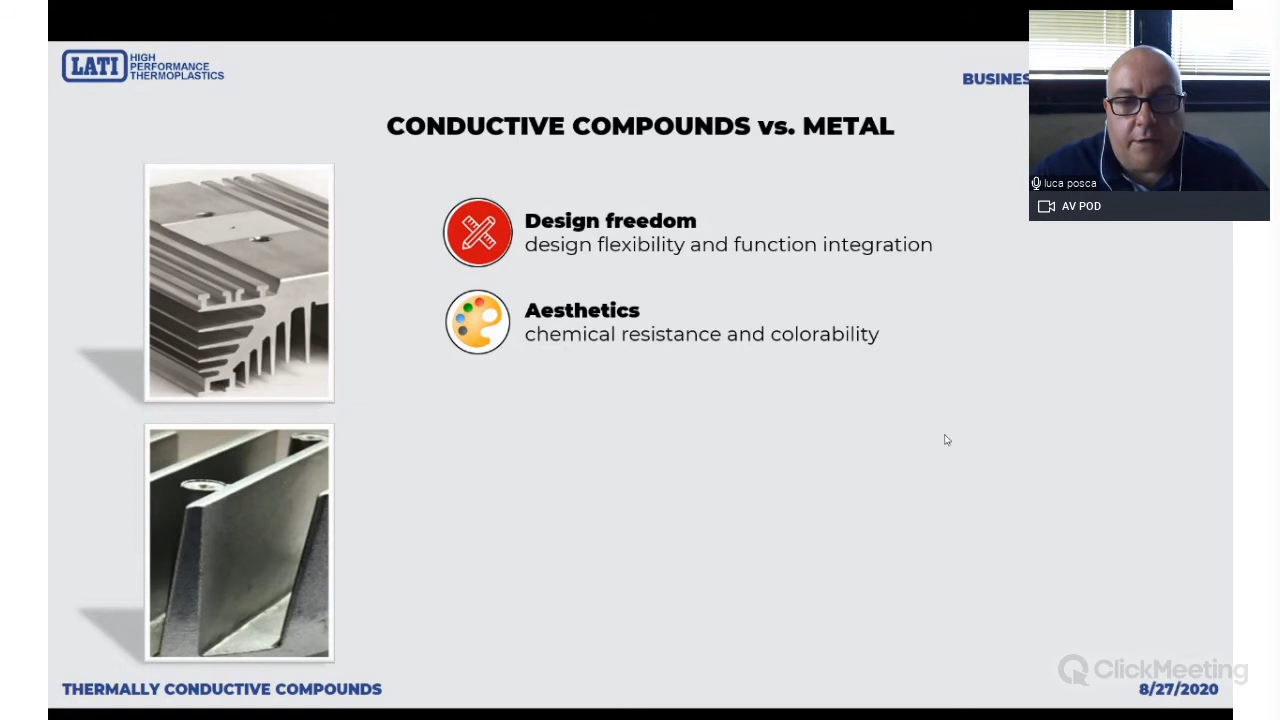 LATI
HIGH
PERFORMANCE
THERMOPLASTICS
BUSINES
CONDUCTIVE COMPOUNDS vs. METAL
Design freedom
design flexibility and function integration
Aesthetics
chemical resistance and colorability
luca posca
AV POD
ClickMeeting
THERMALLY CONDUCTIVE COMPOUNDS
8/27/2020